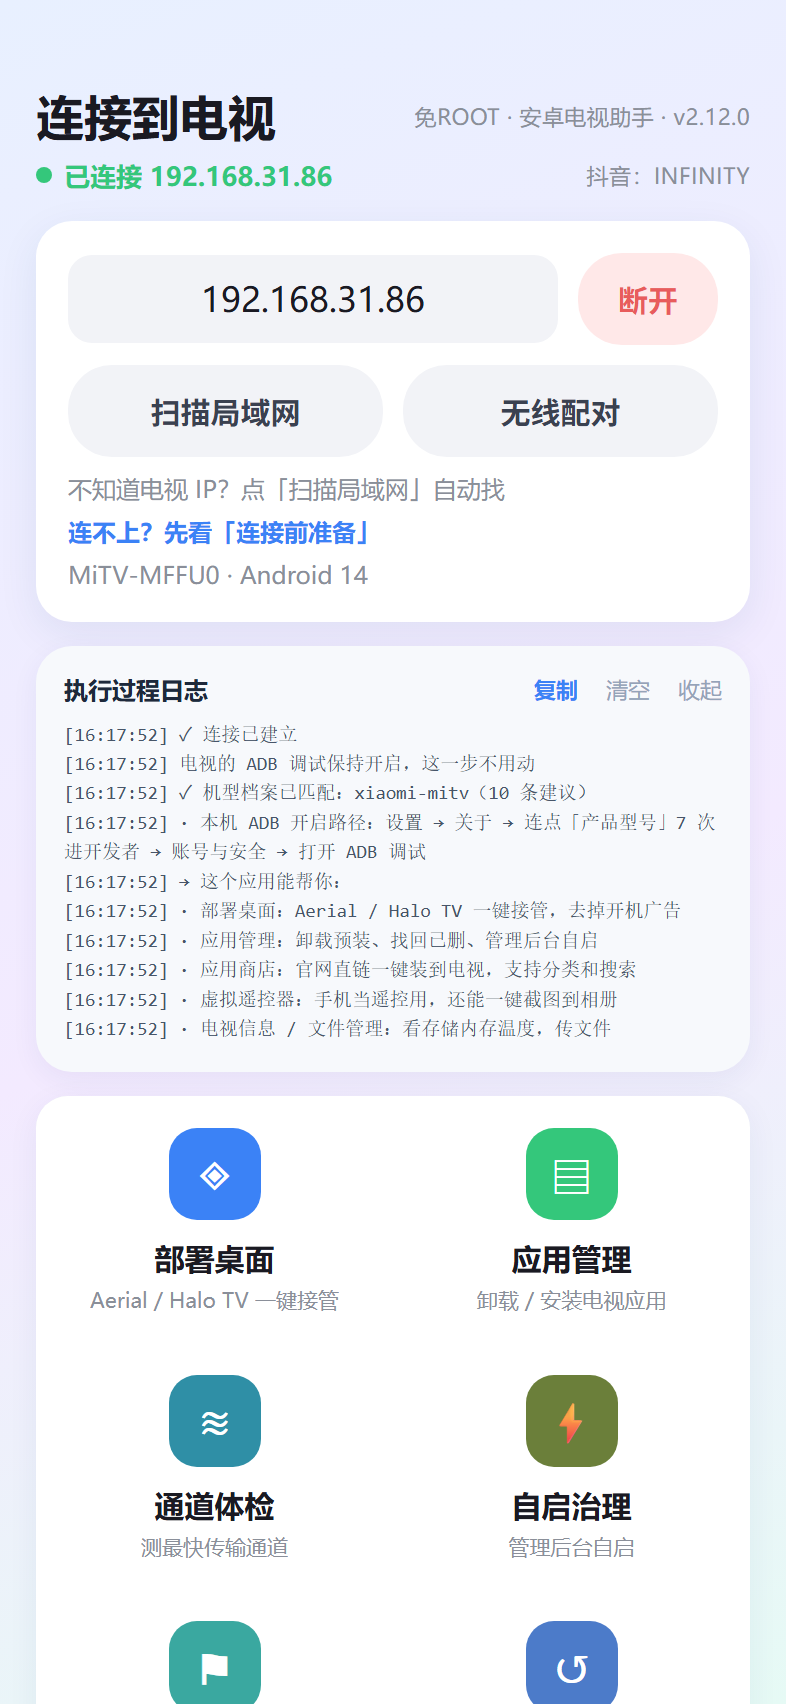 连接到电视
免ROOT · 安卓电视助手 · v2.12.0
已连接 192.168.31.86
抖音：INFINITY
192.168.31.86
断开
扫描局域网
无线配对
不知道电视 IP？点「扫描局域网」自动找
连不上？先看「连接前准备」
MiTV-MFFU0 · Android 14
执行过程日志
复制 清空 收起
[16:17:52] ✓ 连接已建立
[16:17:52] 电视的 ADB 调试保持开启，这一步不用动
[16:17:52] ✓ 机型档案已匹配：xiaomi-mitv（10 条建议）
[16:17:52] · 本机 ADB 开启路径：设置 → 关于 → 连点「产品型号」7 次
进开发者 → 账号与安全 → 打开 ADB 调试
[16:17:52] → 这个应用能帮你：
[16:17:52] · 部署桌面：Aerial / Halo TV 一键接管，去掉开机广告
[16:17:52] · 应用管理：卸载预装、找回已删、管理后台自启
[16:17:52] · 应用商店：官网直链一键装到电视，支持分类和搜索
[16:17:52] · 虚拟遥控器：手机当遥控用，还能一键截图到相册
[16:17:52] · 电视信息 / 文件管理：看存储内存温度，传文件
部署桌面
Aerial / Halo TV 一键接管
应用管理
卸载 / 安装电视应用
通道体检
测最快传输通道
自启治理
管理后台自启